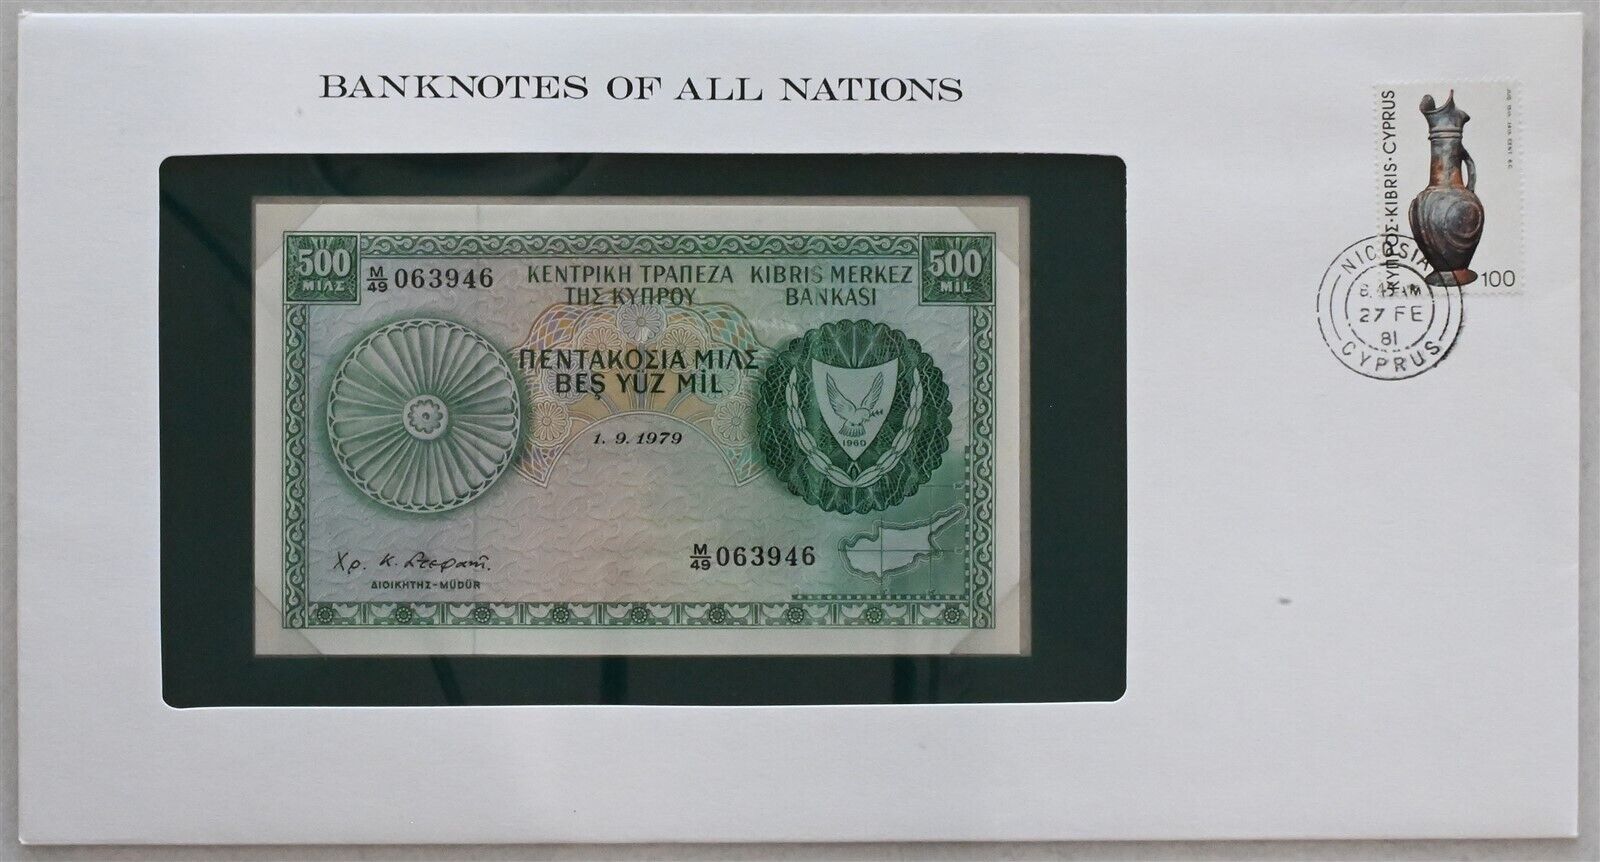 BANKNOTES OF ALL NATIONS
500
ΜΙΛΣ
M/49 063946
ΚΕΝΤΡΙΚΗ ΤΡΑΠΕΖΑ
ΤΗΣ ΚΥΠΡΟΥ
KIBRIS MERKEZ
BANKASI
500
MIL
ΠΕΝΤΑΚΟΣΙΑ ΜΙΛΣ
BEŞ YÜZ MİL
1. 9. 1979
1960
M/49 063946
Χρ. Κ.
ΔΙΟΙΚΗΤΗΣ - MÜDÜR
ΚΥΠΡΟΣ · KIBRIS · CYPRUS
100
NICOSIA
AM
27 FE
81
CYPRUS